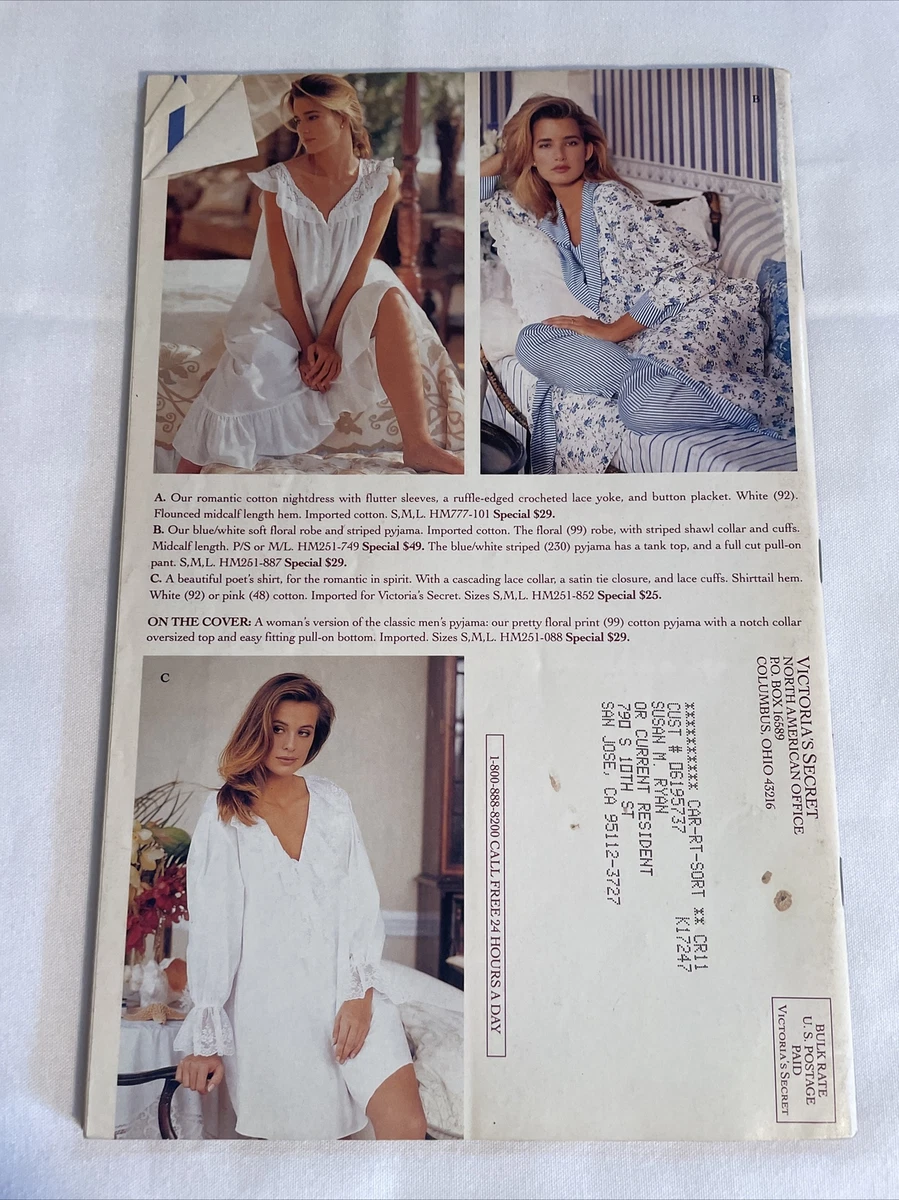 B
A. Our romantic cotton nightdress with flutter sleeves, a ruffle-edged crocheted lace yoke, and button placket. White (92).
Flounced midcalf length hem. Imported cotton. S,M,L. HM777-101 Special $29.
B. Our blue/white soft floral robe and striped pyjama. Imported cotton. The floral (99) robe, with striped shawl collar and cuffs.
Midcalf length. P/S or M/L. HM251-749 Special $49. The blue/white striped (230) pyjama has a tank top, and a full cut pull-on
pant. S,M,L. HM251-887 Special $29.
C. A beautiful poet's shirt, for the romantic in spirit. With a cascading lace collar, a satin tie closure, and lace cuffs. Shirttail hem.
White (92) or pink (48) cotton. Imported for Victoria's Secret. Sizes S,M,L. HM251-852 Special $25.
ON THE COVER: A woman's version of the classic men's pyjama: our pretty floral print (99) cotton pyjama with a notch collar
oversized top and easy fitting pull-on bottom. Imported. Sizes S,M,L. HM251-088 Special $29.
C
VICTORIA'S SECRET
NORTH AMERICAN OFFICE
P.O. BOX 16589
COLUMBUS, OHIO 43216
********** CAR-RT-SORT ** CR11
CUST # 06195737 K17247
SUSAN M. RYAN
OR CURRENT RESIDENT
790 S 10TH ST
SAN JOSE, CA 95112-3727
1-800-888-8200 CALL FREE 24 HOURS A DAY
BULK RATE
U. S. POSTAGE
PAID
VICTORIA'S SECRET